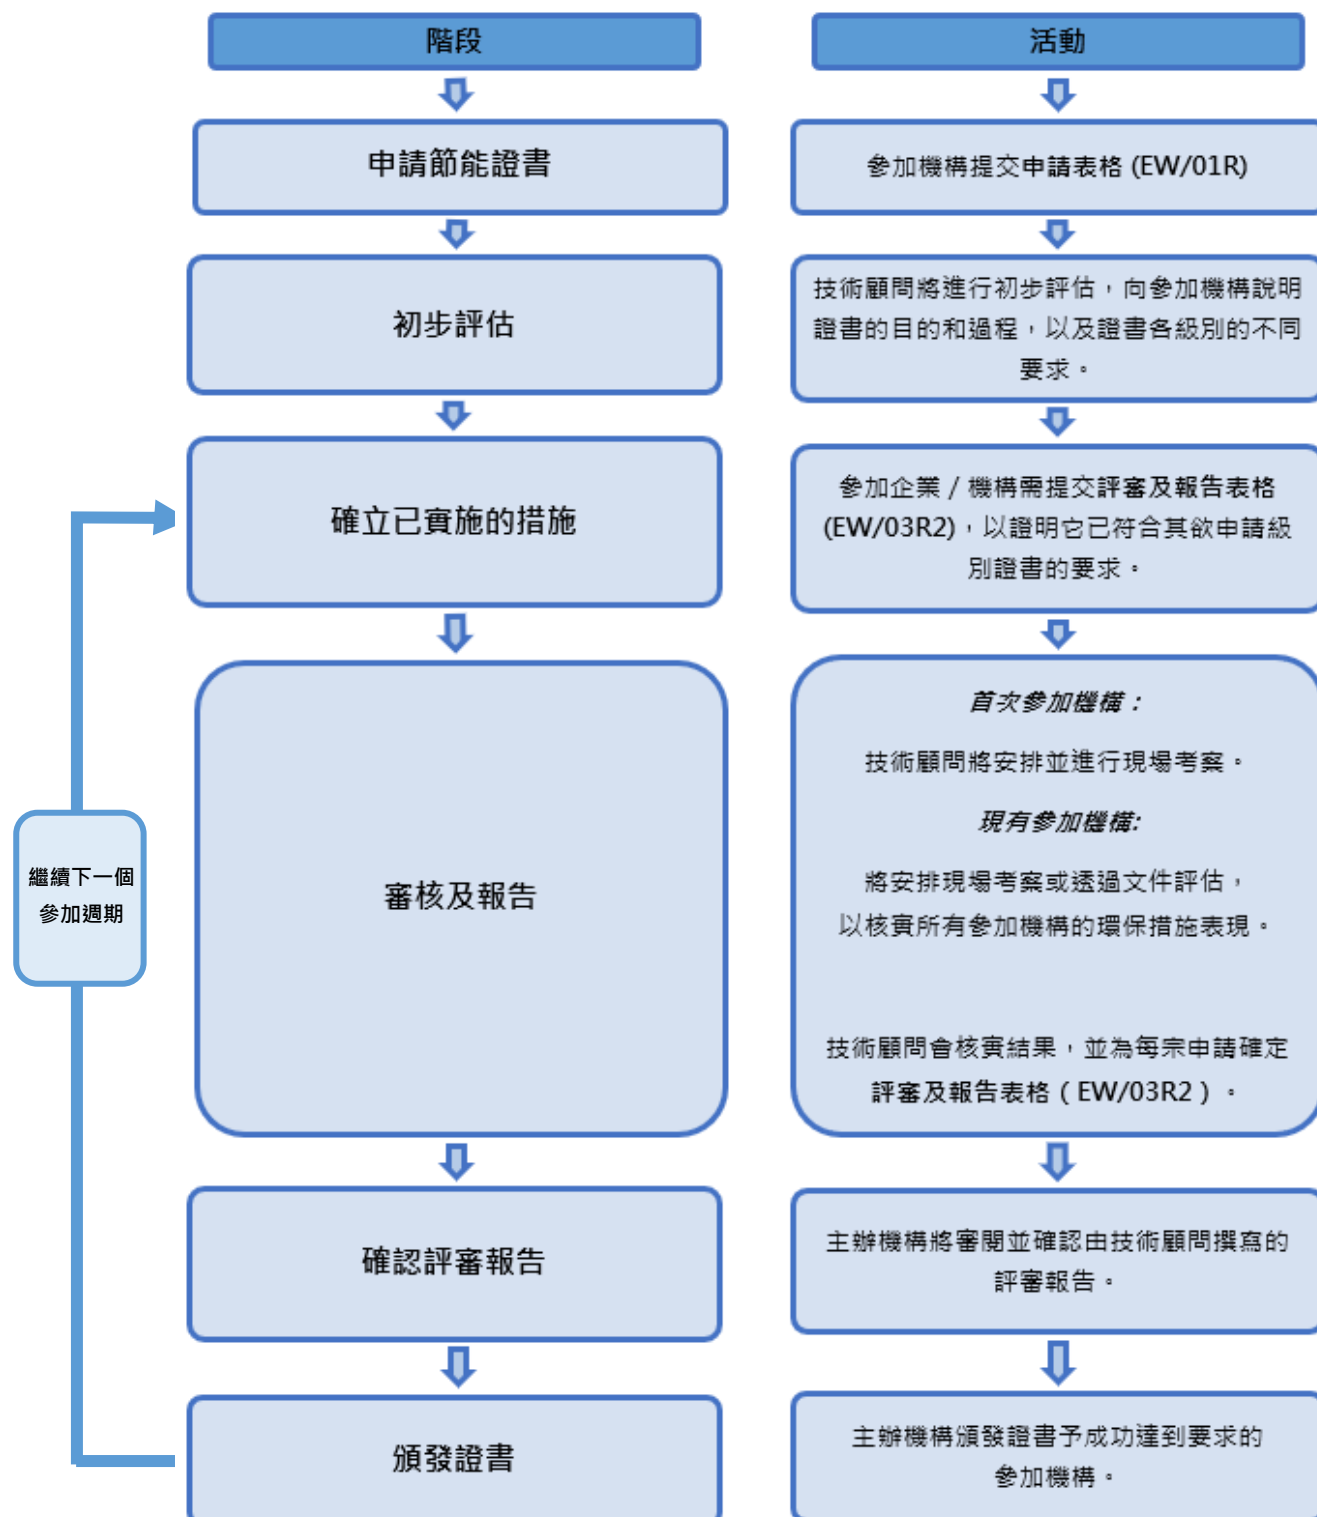 階段
活動
申請節能證書
參加機構提交申請表格 (EW/01R)
初步評估
技術顧問將進行初步評估，向參加機構說明
證書的目的和過程，以及證書各級別的不同
要求。
確立已實施的措施
參加企業 / 機構需提交評審及報告表格
(EW/03R2)，以證明它已符合其欲申請級
別證書的要求。
審核及報告
首次參加機構：
技術顧問將安排並進行現場考察。
現有參加機構:
將安排現場考察或透過文件評估，
以核實所有參加機構的環保措施表現。
技術顧問會核實結果，並為每宗申請確定
評審及報告表格（EW/03R2）。
繼續下一個
參加週期
確認評審報告
主辦機構將審閱並確認由技術顧問撰寫的
評審報告。
頒發證書
主辦機構頒發證書予成功達到要求的
參加機構。